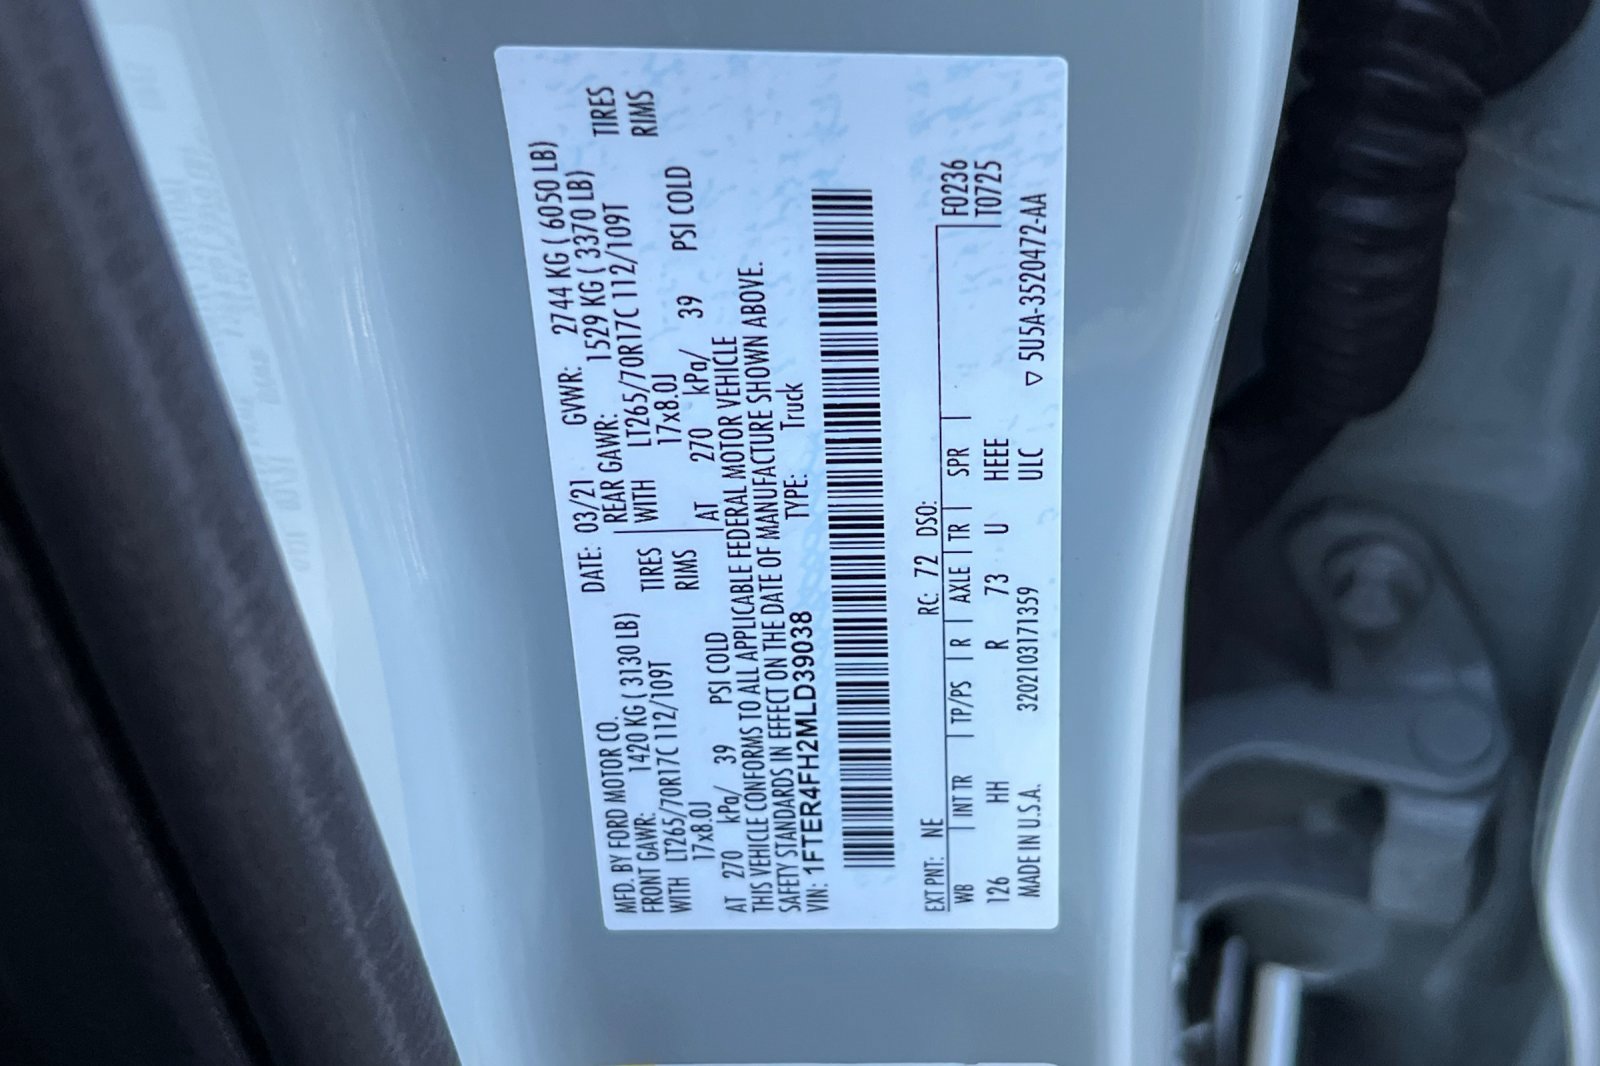 MFD. BY FORD MOTOR CO. DATE: 03/21 GVWR: 2744 KG ( 6050 LB)
FRONT GAWR: 1420 KG ( 3130 LB) REAR GAWR: 1529 KG ( 3370 LB)
WITH LT265/70R17C 112/109T TIRES WITH LT265/70R17C 112/109T TIRES
17x8.0J RIMS 17x8.0J RIMS
AT 270 kPa/ 39 PSI COLD AT 270 kPa/ 39 PSI COLD
THIS VEHICLE CONFORMS TO ALL APPLICABLE FEDERAL MOTOR VEHICLE
SAFETY STANDARDS IN EFFECT ON THE DATE OF MANUFACTURE SHOWN ABOVE.
VIN: 1FTER4FH2MLD39038 TYPE: Truck
EXT PNT: NE RC: 72 DSO:
WB INT TR TP/PS R AXLE TR SPR F0236
126 HH R 73 U HEEE T0725
MADE IN U.S.A. 3202103171359 ULC ▽ 5U5A-3520472-AA